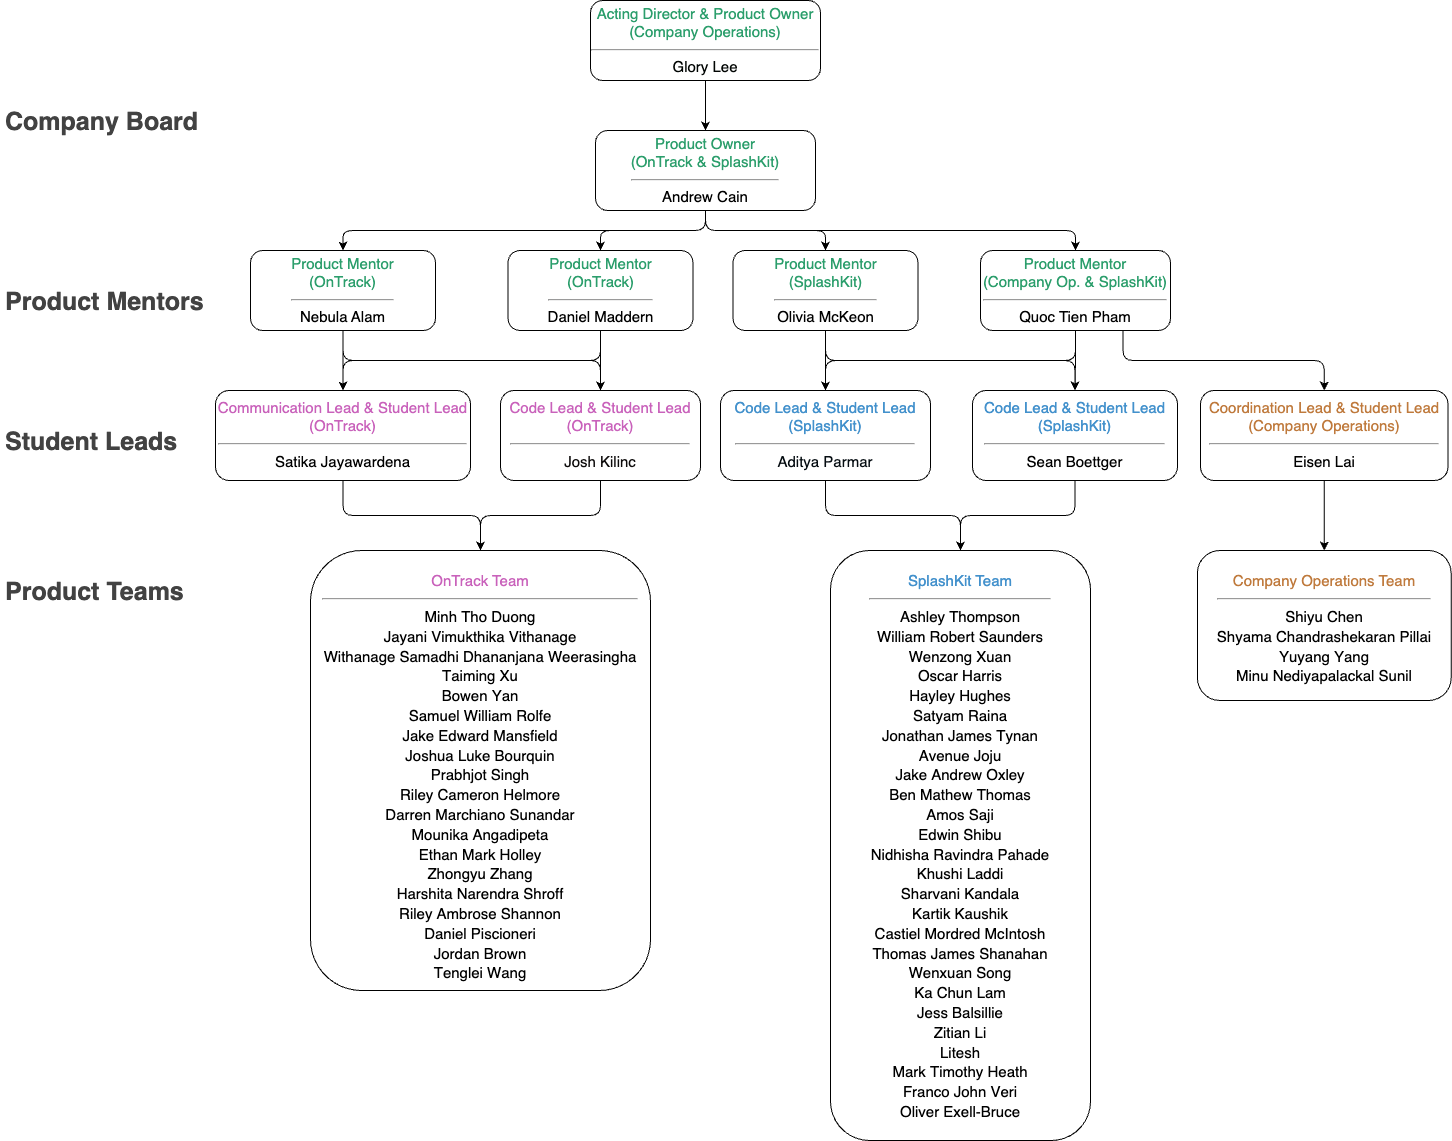 Acting Director & Product Owner
(Company Operations)
Glory Lee
Company Board
Product Owner
(OnTrack & SplashKit)
Andrew Cain
Product Mentors
Product Mentor
(OnTrack)
Nebula Alam
Product Mentor
(OnTrack)
Daniel Maddern
Product Mentor
(SplashKit)
Olivia McKeon
Product Mentor
(Company Op. & SplashKit)
Quoc Tien Pham
Student Leads
Communication Lead & Student Lead
(OnTrack)
Satika Jayawardena
Code Lead & Student Lead
(OnTrack)
Josh Kilinc
Code Lead & Student Lead
(SplashKit)
Aditya Parmar
Code Lead & Student Lead
(SplashKit)
Sean Boettger
Coordination Lead & Student Lead
(Company Operations)
Eisen Lai
Product Teams
OnTrack Team
Minh Tho Duong
Jayani Vimukthika Vithanage
Withanage Samadhi Dhananjana Weerasingha
Taiming Xu
Bowen Yan
Samuel William Rolfe
Jake Edward Mansfield
Joshua Luke Bourquin
Prabhjot Singh
Riley Cameron Helmore
Darren Marchiano Sunandar
Mounika Angadipeta
Ethan Mark Holley
Zhongyu Zhang
Harshita Narendra Shroff
Riley Ambrose Shannon
Daniel Piscioneri
Jordan Brown
Tenglei Wang
SplashKit Team
Ashley Thompson
William Robert Saunders
Wenzong Xuan
Oscar Harris
Hayley Hughes
Satyam Raina
Jonathan James Tynan
Avenue Joju
Jake Andrew Oxley
Ben Mathew Thomas
Amos Saji
Edwin Shibu
Nidhisha Ravindra Pahade
Khushi Laddi
Sharvani Kandala
Kartik Kaushik
Castiel Mordred McIntosh
Thomas James Shanahan
Wenxuan Song
Ka Chun Lam
Jess Balsillie
Zitian Li
Litesh
Mark Timothy Heath
Franco John Veri
Oliver Exell-Bruce
Company Operations Team
Shiyu Chen
Shyama Chandrashekaran Pillai
Yuyang Yang
Minu Nediyapalackal Sunil